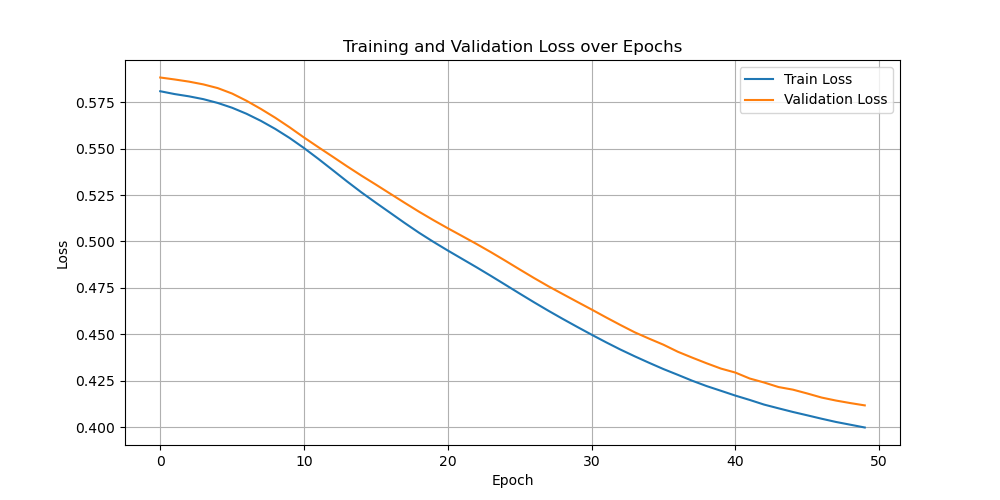 Training and Validation Loss over Epochs
Train Loss
Validation Loss
Loss
0.575
0.550
0.525
0.500
0.475
0.450
0.425
0.400
0 10 20 30 40 50
Epoch